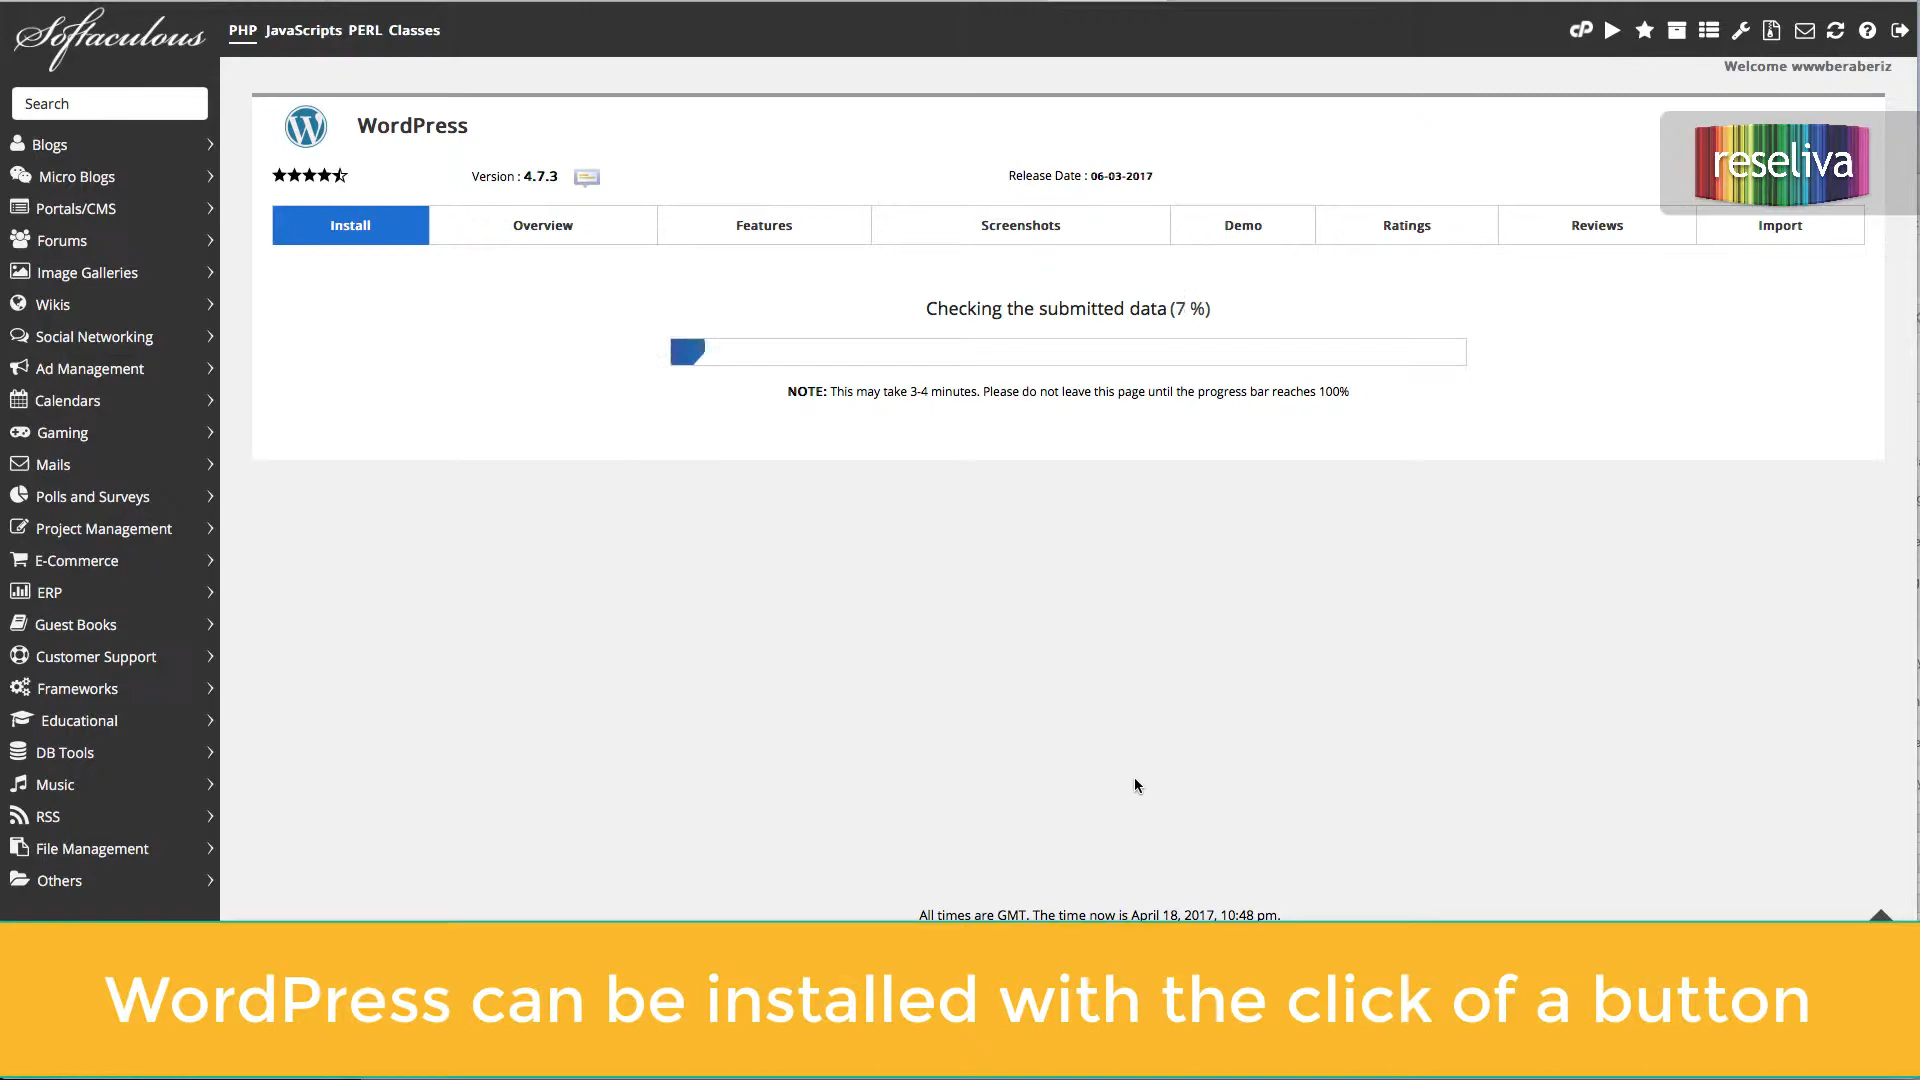 Softaculous
PHP JavaScripts PERL Classes
cP
Welcome wwwberaberiz
Search
Blogs
Micro Blogs
Portals/CMS
Forums
Image Galleries
Wikis
Social Networking
Ad Management
Calendars
Gaming
Mails
Polls and Surveys
Project Management
E-Commerce
ERP
Guest Books
Customer Support
Frameworks
Educational
DB Tools
Music
RSS
File Management
Others
WordPress
reseliva
Version : 4.7.3
Release Date : 06-03-2017
Install Overview Features Screenshots Demo Ratings Reviews Import
Checking the submitted data (7 %)
NOTE: This may take 3-4 minutes. Please do not leave this page until the progress bar reaches 100%
All times are GMT. The time now is April 18, 2017, 10:48 pm.
WordPress can be installed with the click of a button